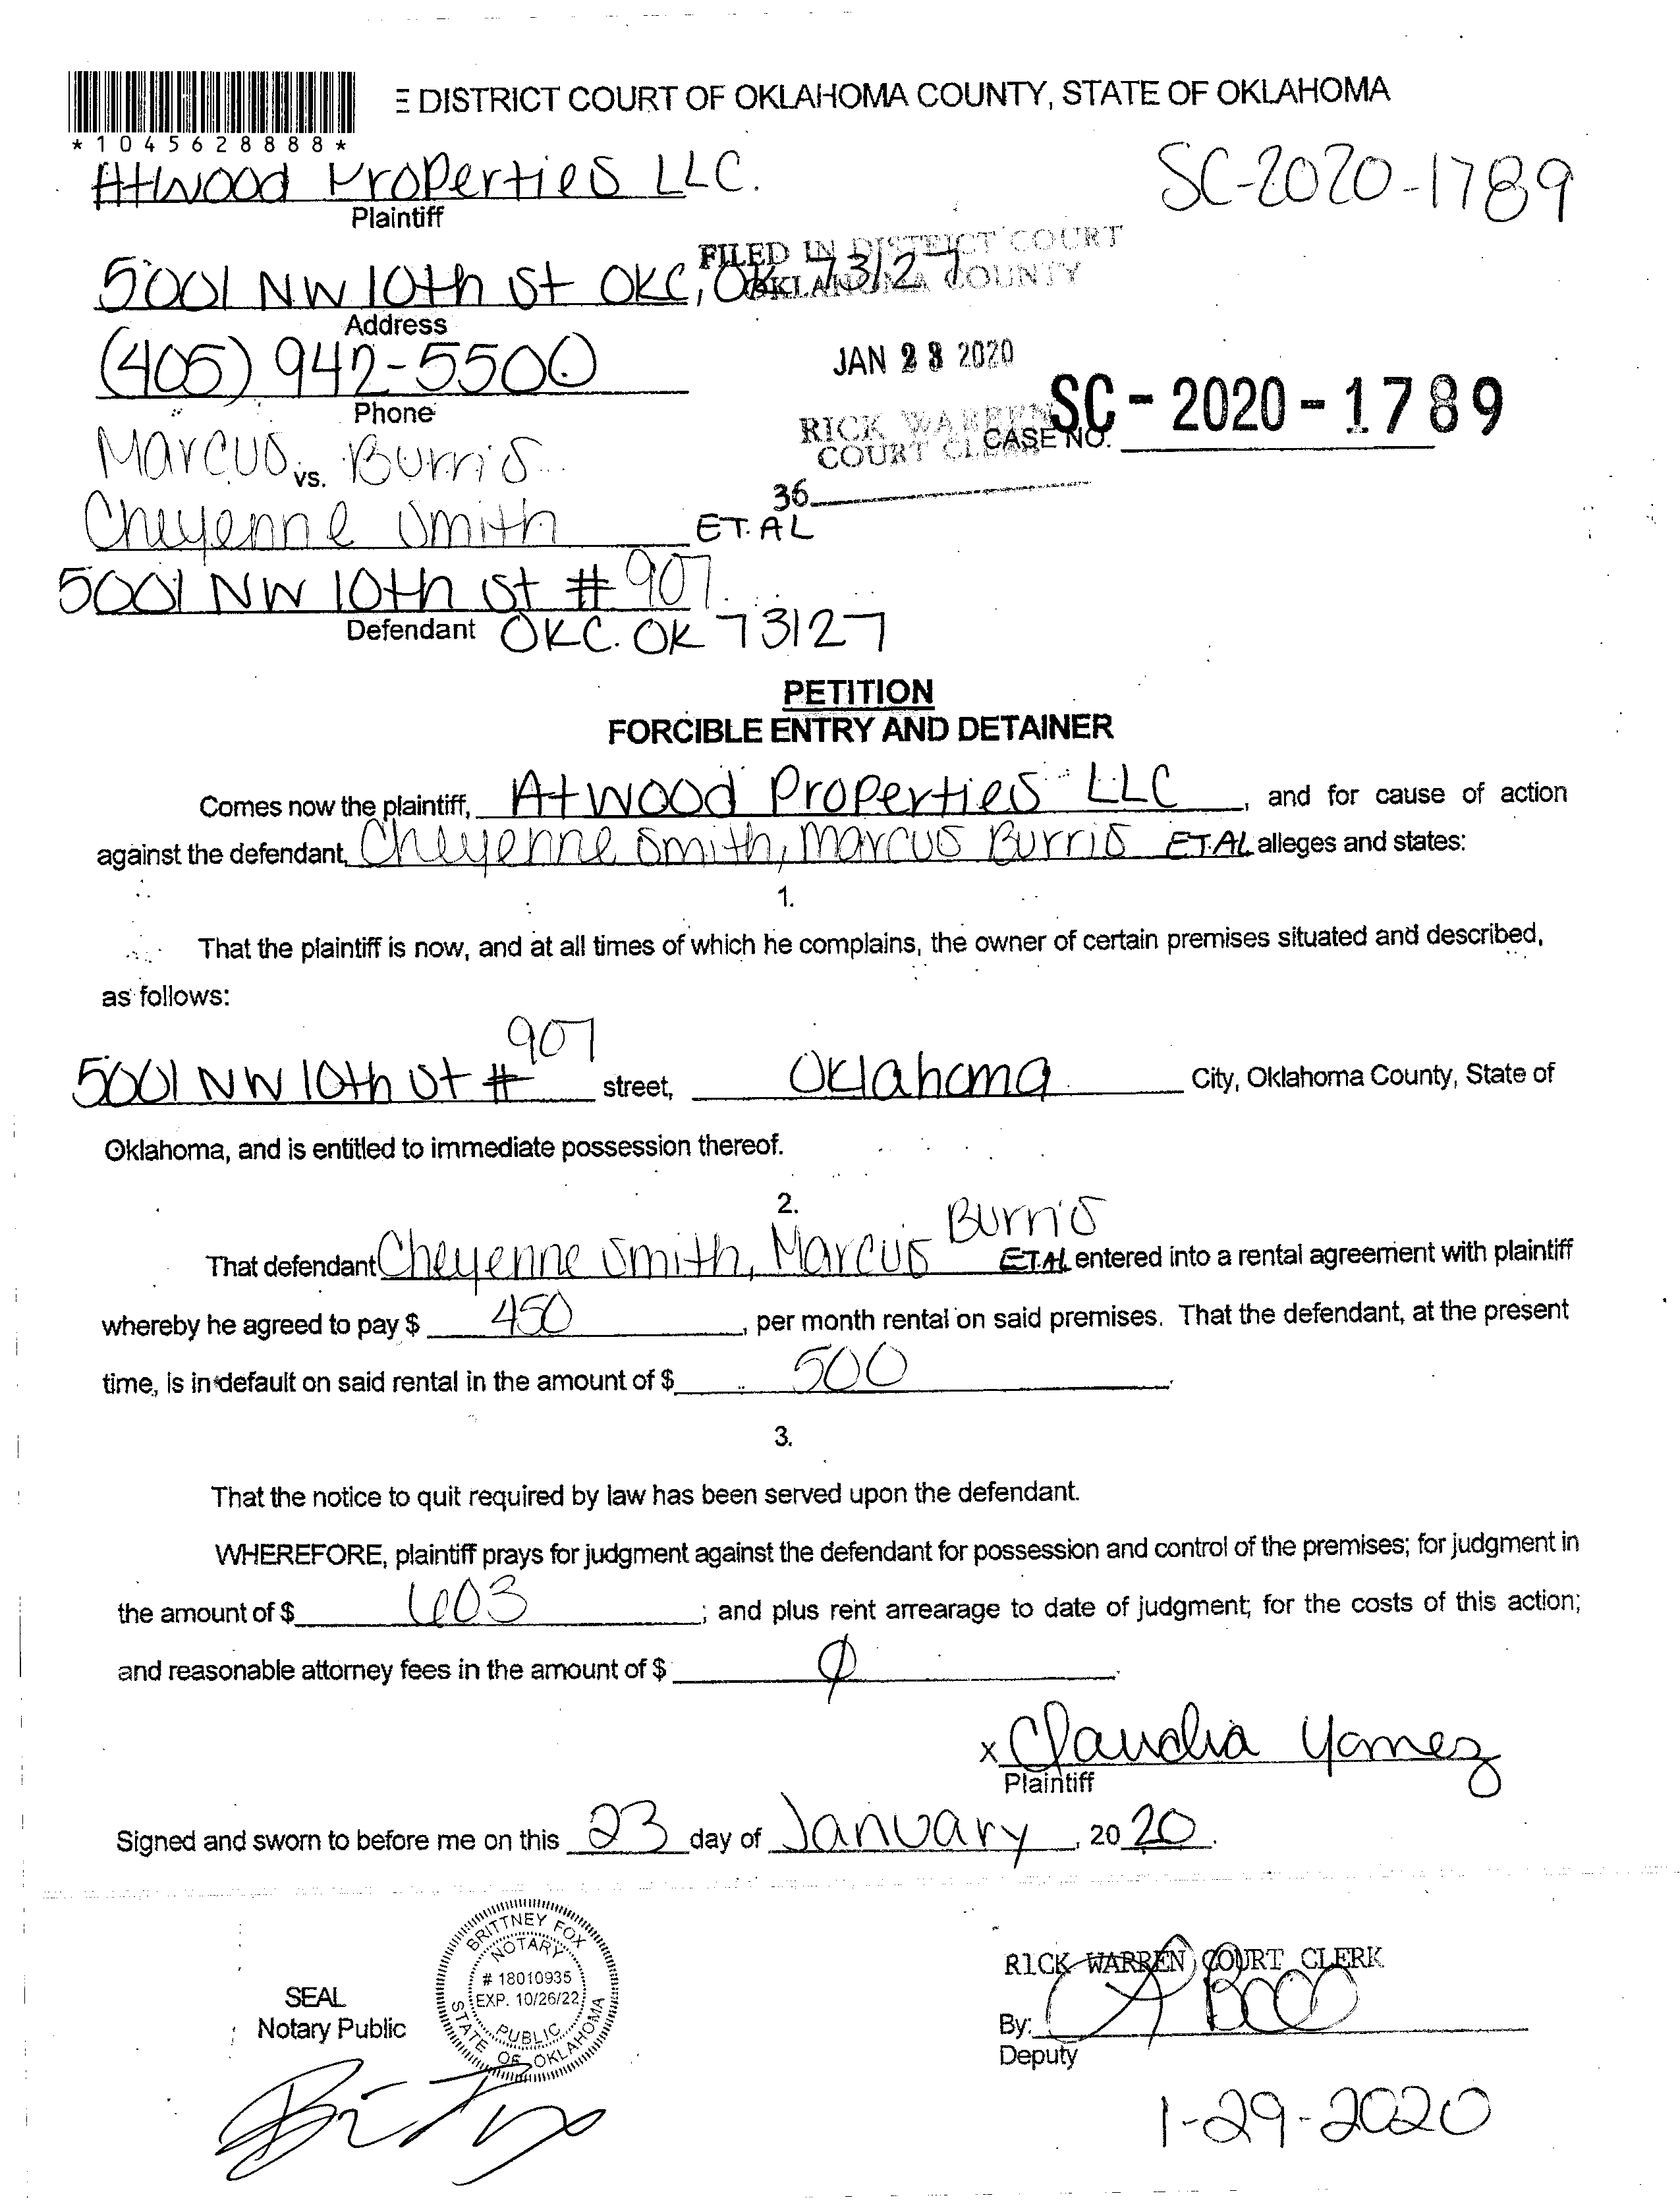 E DISTRICT COURT OF OKLAHOMA COUNTY, STATE OF OKLAHOMA
*1045628888*
Atwood Properties LLC.
SC-2020-1789
Plaintiff
FILED IN DISTRICT COURT
OKLAHOMA COUNTY
5001 NW 10th St OKC, OK 73127
Address
(405) 942-5500
JAN 23 2020
Phone
RICK WARREN
COURT CLERK
CASE NO. SC-2020-1789
Marcus Burris
vs.
36
Cheyenne Smith ET. AL
5001 NW 10th St # 907
Defendant OKC. OK 73127
PETITION
FORCIBLE ENTRY AND DETAINER
Comes now the plaintiff, Atwood Properties LLC, and for cause of action
against the defendant, Cheyenne Smith, Marcus Burris ET.AL alleges and states:
1.
That the plaintiff is now, and at all times of which he complains, the owner of certain premises situated and described,
as follows:
5001 NW 10th St # 907 street, Oklahoma City, Oklahoma County, State of
Oklahoma, and is entitled to immediate possession thereof.
2.
That defendant Cheyenne Smith, Marcus Burris ET.AL entered into a rental agreement with plaintiff
whereby he agreed to pay $ 450, per month rental on said premises. That the defendant, at the present
time, is in default on said rental in the amount of $ 500.
3.
That the notice to quit required by law has been served upon the defendant.
WHEREFORE, plaintiff prays for judgment against the defendant for possession and control of the premises; for judgment in
the amount of $ 603; and plus rent arrearage to date of judgment; for the costs of this action;
and reasonable attorney fees in the amount of $ 0.
x Claudia Yamez
Plaintiff
Signed and sworn to before me on this 23 day of January, 2020.
BRITTNEY FOX
NOTARY
# 18010935
EXP. 10/26/22
PUBLIC
STATE OF OKLAHOMA
SEAL
Notary Public
RICK WARREN COURT CLERK
By:
Deputy
1-29-2020